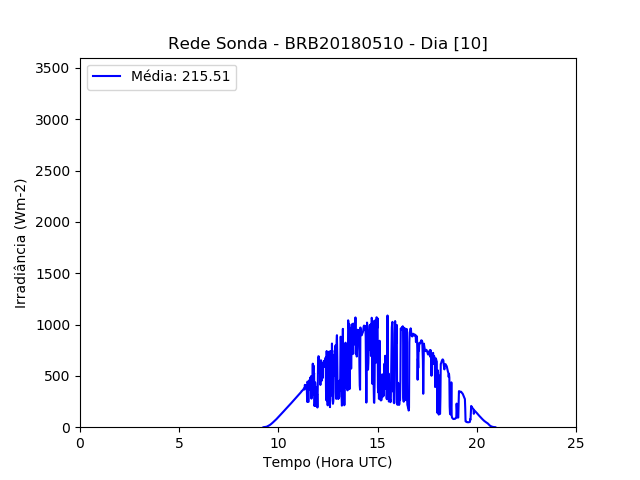 Rede Sonda - BRB20180510 - Dia [10]
Média: 215.51
3500
3000
2500
2000
1500
1000
500
0
Irradiância (Wm-2)
0 5 10 15 20 25
Tempo (Hora UTC)